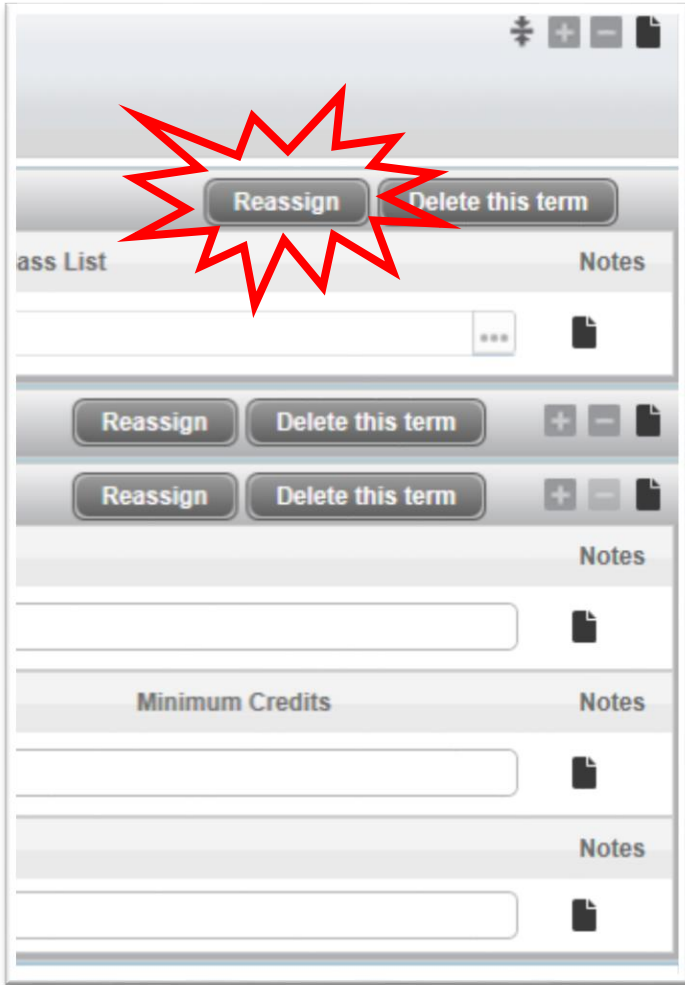 Reassign Delete this term
ass List Notes
...
Reassign Delete this term
Reassign Delete this term
Notes
Minimum Credits Notes
Notes